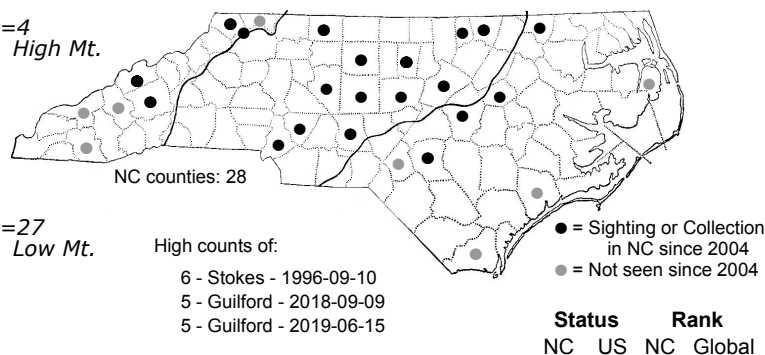 =4
High Mt.
NC counties: 28
=27
Low Mt.
High counts of:
6 - Stokes - 1996-09-10
5 - Guilford - 2018-09-09
5 - Guilford - 2019-06-15
= Sighting or Collection
in NC since 2004
= Not seen since 2004
Status Rank
NC US NC Global